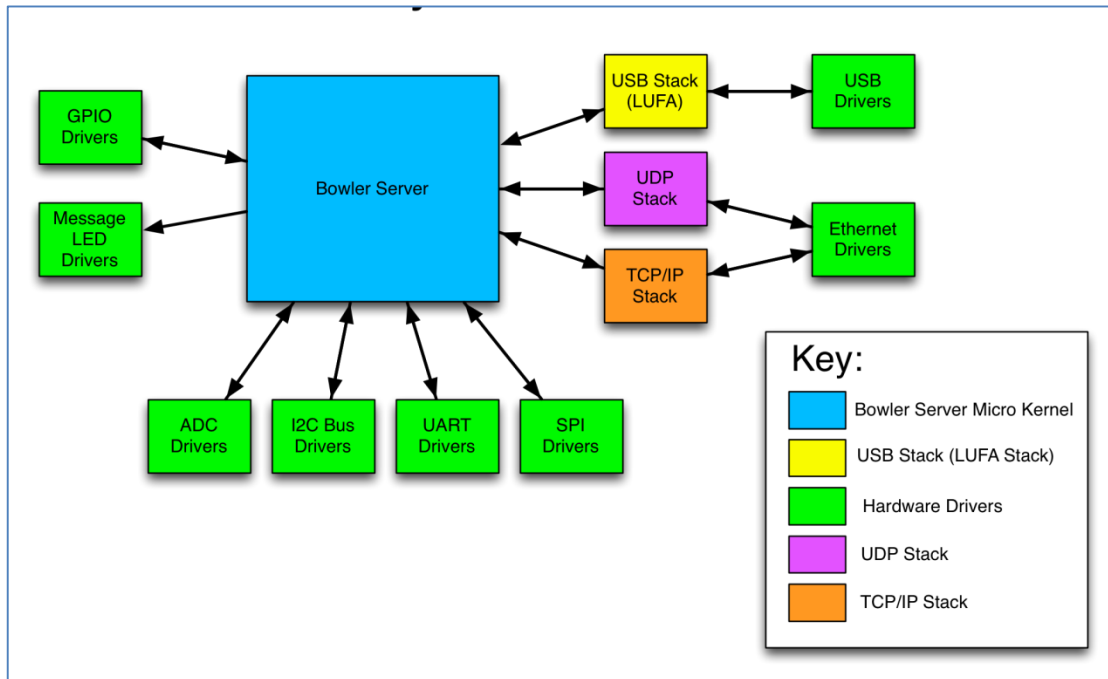 GPIO
Drivers
Message
LED
Drivers
Bowler Server
USB Stack
(LUFA)
USB
Drivers
UDP
Stack
Ethernet
Drivers
TCP/IP
Stack
ADC
Drivers
I2C Bus
Drivers
UART
Drivers
SPI
Drivers
Key:
Bowler Server Micro Kernel
USB Stack (LUFA Stack)
Hardware Drivers
UDP Stack
TCP/IP Stack